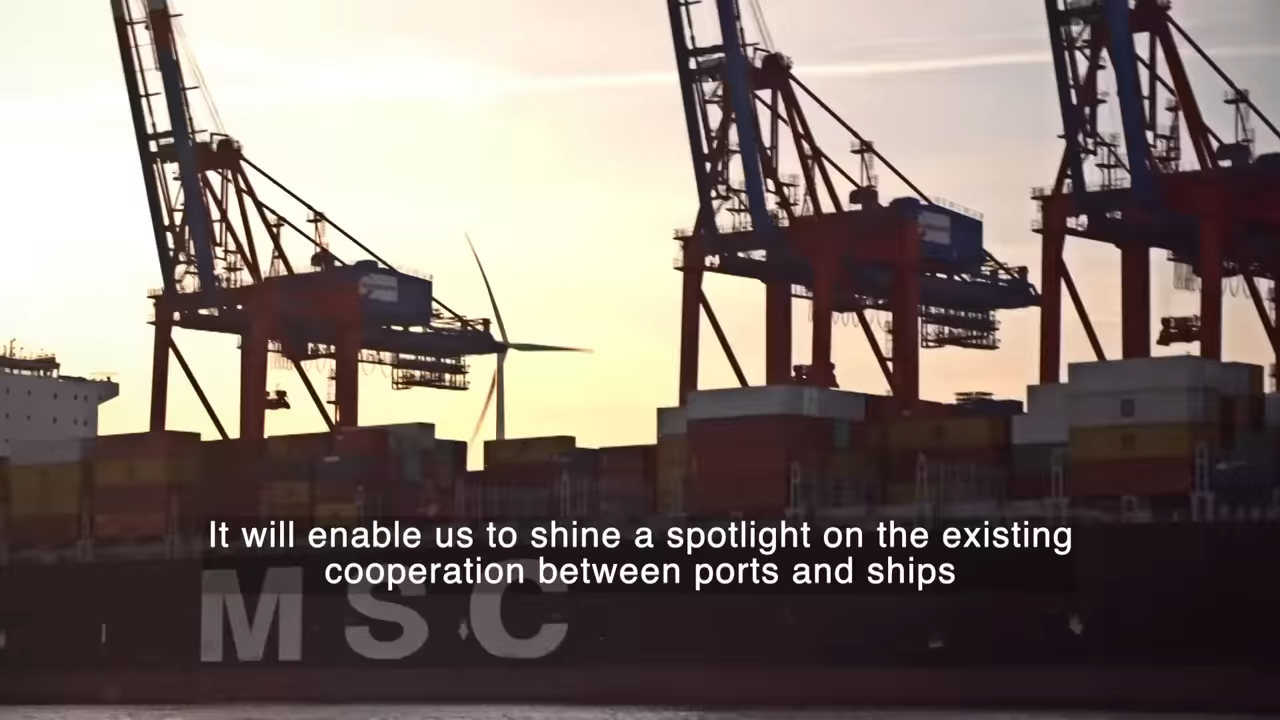 It will enable us to shine a spotlight on the existing
cooperation between ports and ships
MSC